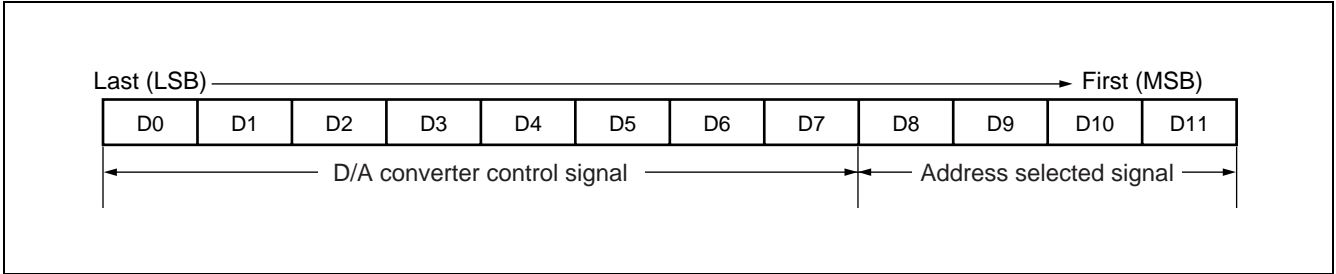 Last (LSB) First (MSB)
D0 D1 D2 D3 D4 D5 D6 D7 D8 D9 D10 D11
D/A converter control signal Address selected signal